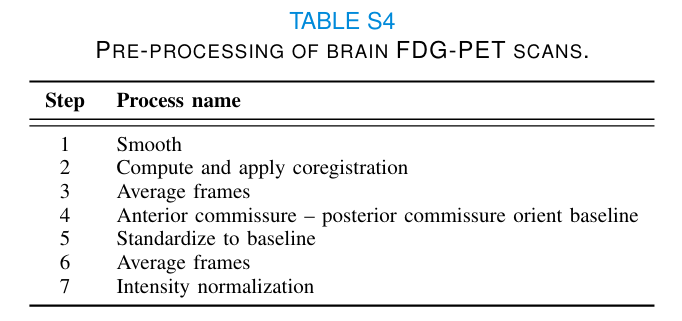 TABLE S4
PRE-PROCESSING OF BRAIN FDG-PET SCANS.
Step Process name
1 Smooth
2 Compute and apply coregistration
3 Average frames
4 Anterior commissure – posterior commissure orient baseline
5 Standardize to baseline
6 Average frames
7 Intensity normalization